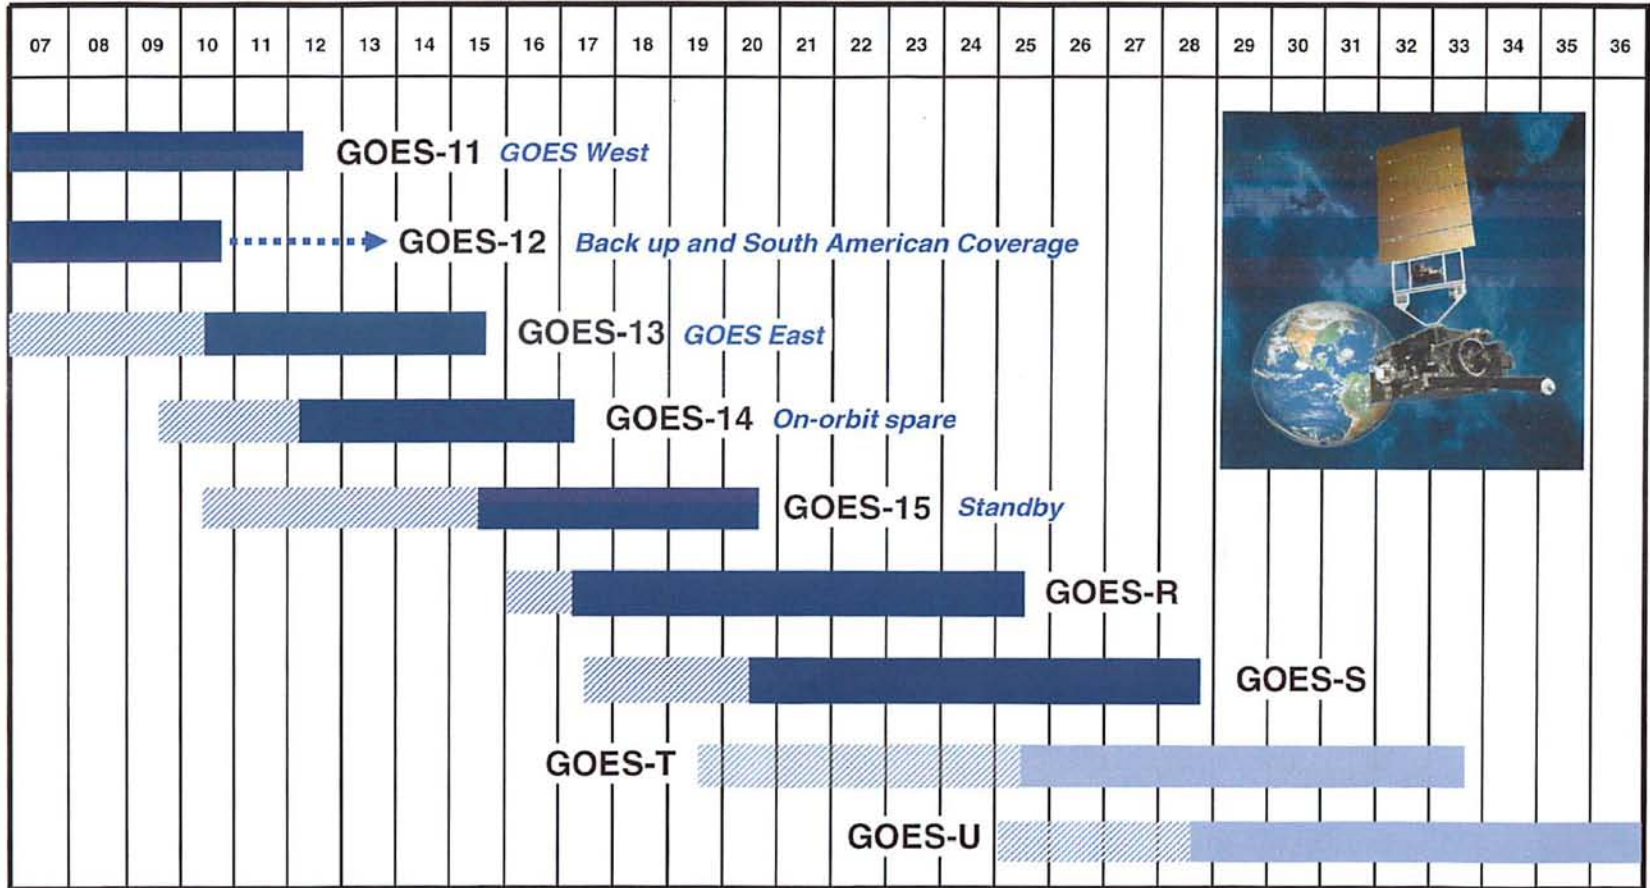 07 08 09 10 11 12 13 14 15 16 17 18 19 20 21 22 23 24 25 26 27 28 29 30 31 32 33 34 35 36
GOES-11 GOES West
GOES-12 Back up and South American Coverage
GOES-13 GOES East
GOES-14 On-orbit spare
GOES-15 Standby
GOES-R
GOES-S
GOES-T
GOES-U